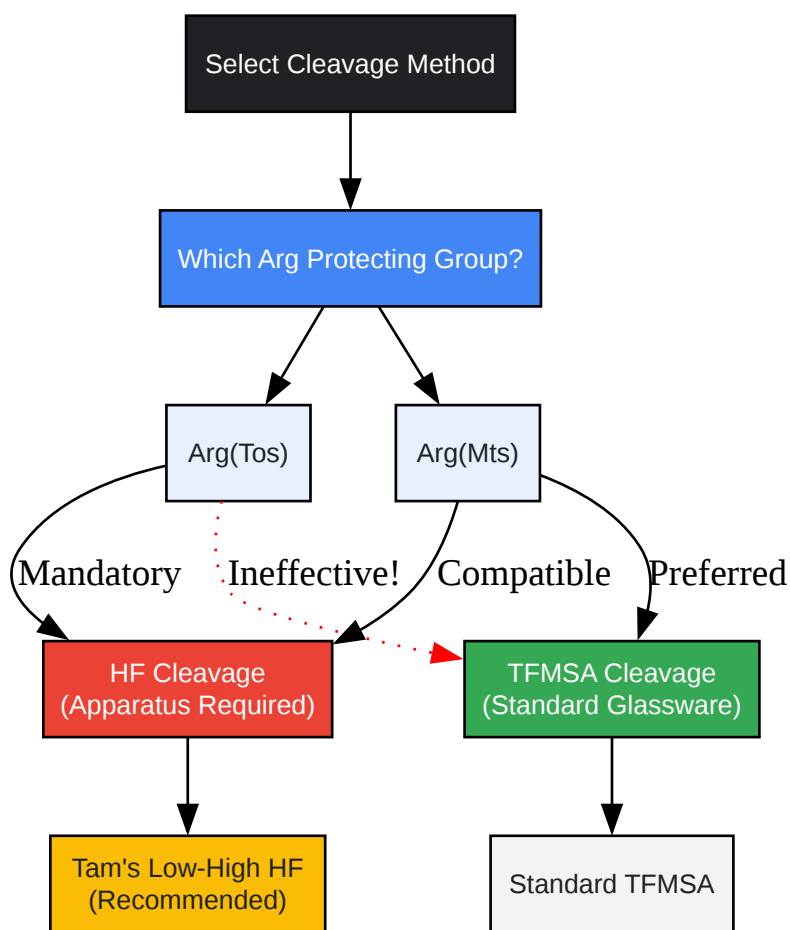 Select Cleavage Method
Which Arg Protecting Group?
Arg(Tos)
Arg(Mts)
Mandatory
Ineffective!
Compatible
Preferred
HF Cleavage
(Apparatus Required)
TFMSA Cleavage
(Standard Glassware)
Tam's Low-High HF
(Recommended)
Standard TFMSA